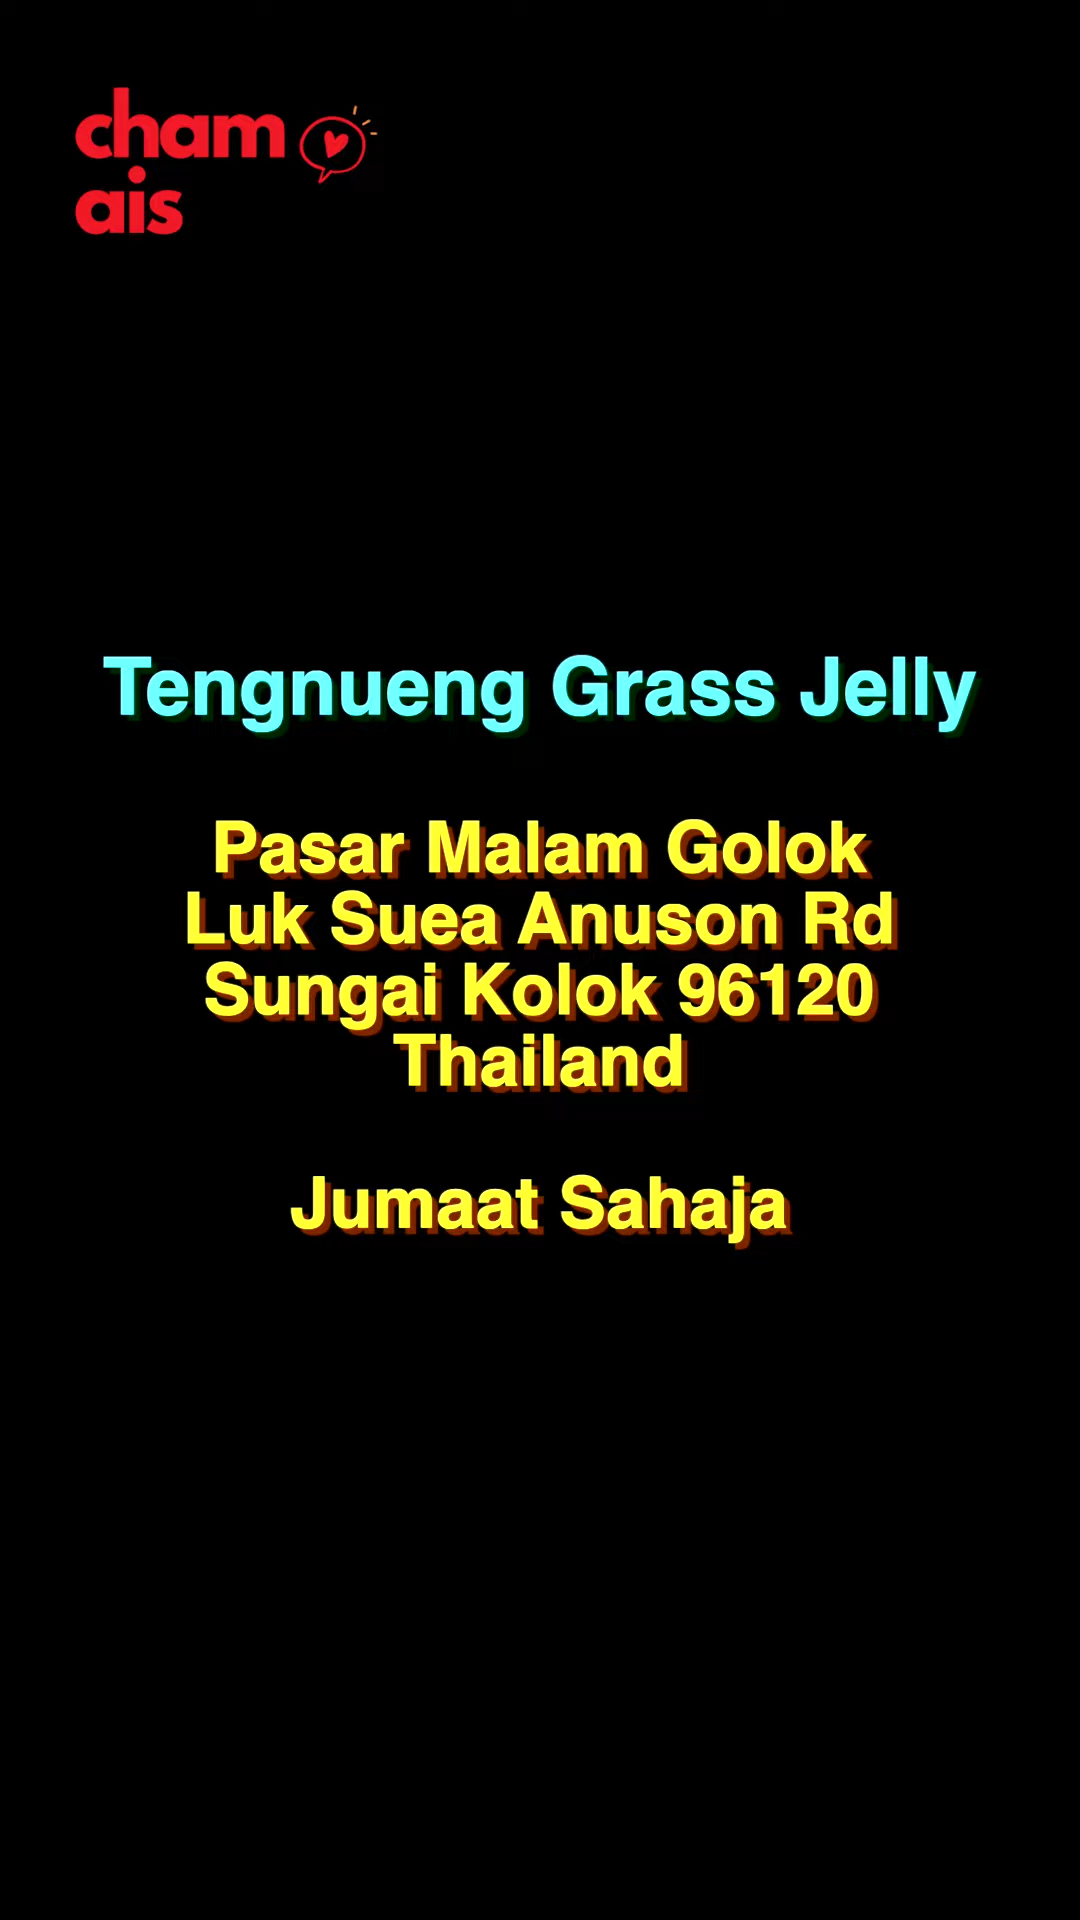 cham
ais
Tengnueng Grass Jelly
Pasar Malam Golok
Luk Suea Anuson Rd
Sungai Kolok 96120
Thailand
Jumaat Sahaja